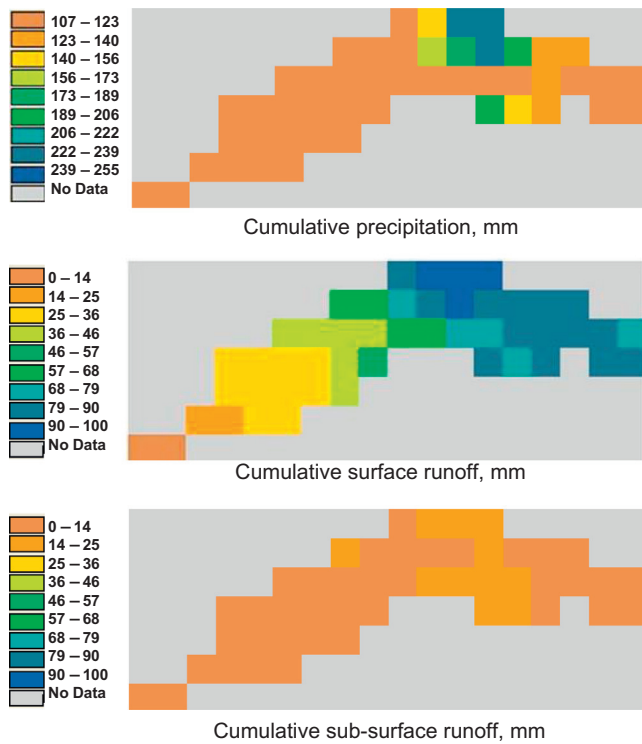 107 – 123
123 – 140
140 – 156
156 – 173
173 – 189
189 – 206
206 – 222
222 – 239
239 – 255
No Data
Cumulative precipitation, mm
0 – 14
14 – 25
25 – 36
36 – 46
46 – 57
57 – 68
68 – 79
79 – 90
90 – 100
No Data
Cumulative surface runoff, mm
0 – 14
14 – 25
25 – 36
36 – 46
46 – 57
57 – 68
68 – 79
79 – 90
90 – 100
No Data
Cumulative sub-surface runoff, mm